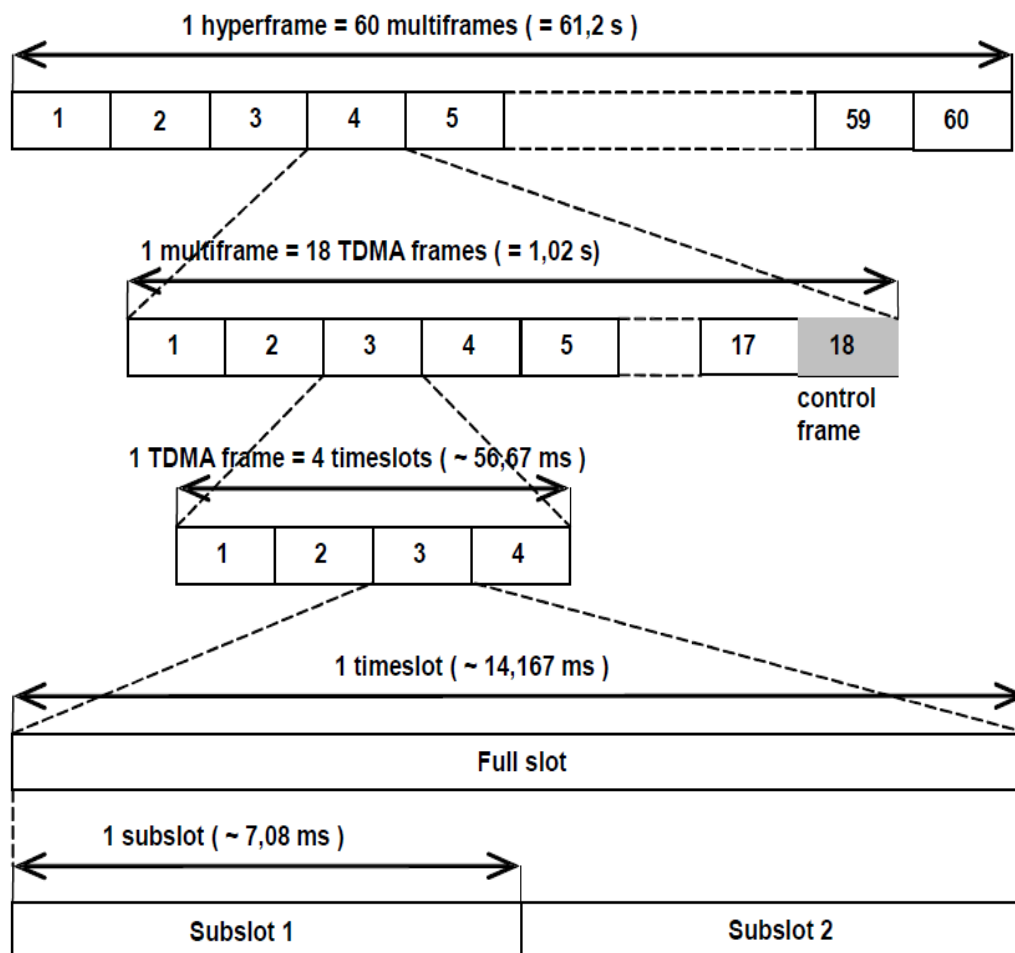 1 hyperframe = 60 multiframes ( = 61,2 s )
1 2 3 4 5 59 60
1 multiframe = 18 TDMA frames ( = 1,02 s)
1 2 3 4 5 17 18
control
frame
1 TDMA frame = 4 timeslots ( ~ 56,67 ms )
1 2 3 4
1 timeslot ( ~ 14,167 ms )
Full slot
1 subslot ( ~ 7,08 ms )
Subslot 1 Subslot 2